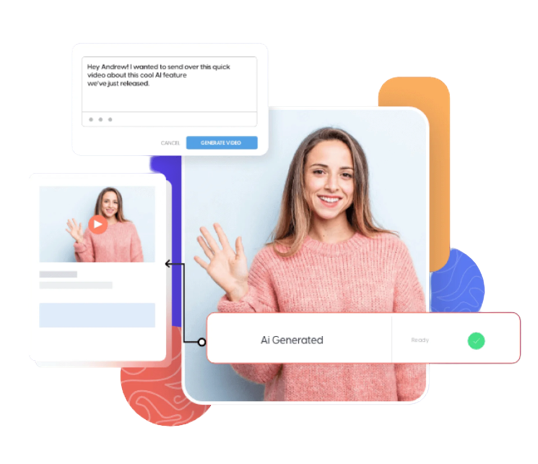 Hey Andrew! I wanted to send over this quick
video about this cool AI feature
we've just released.
CANCEL
GENERATE VIDEO
Ai Generated
Ready